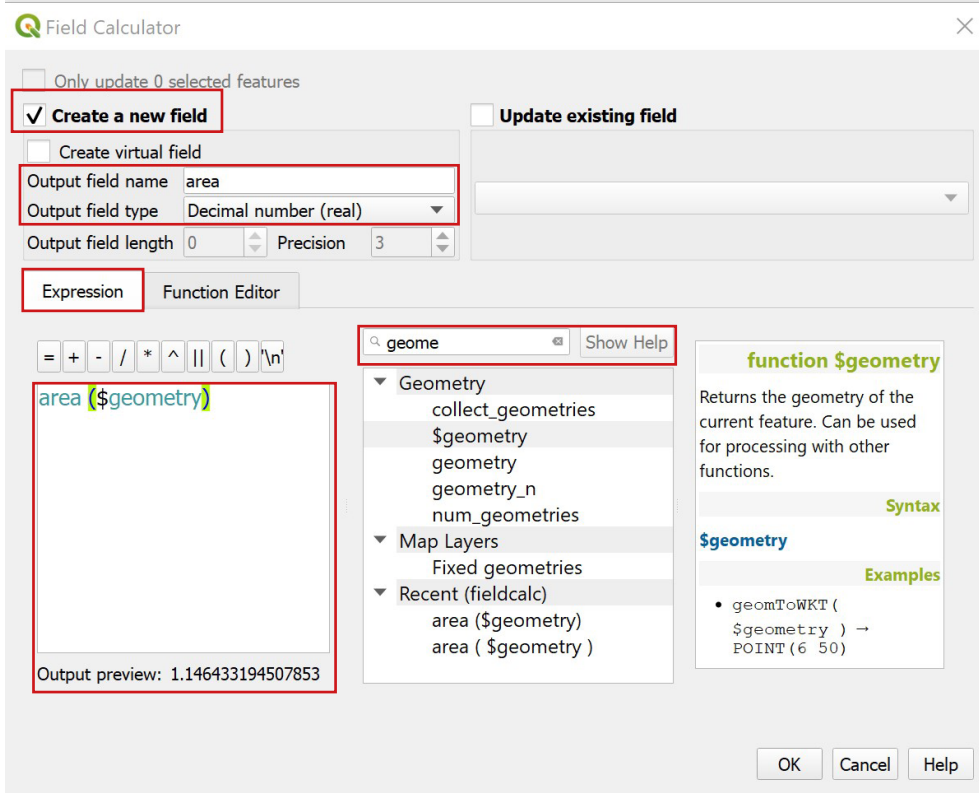 Field Calculator
Only update 0 selected features
Create a new field
Update existing field
Create virtual field
Output field name area
Output field type Decimal number (real)
Output field length 0 Precision 3
Expression Function Editor
= + - / * ^ || ( ) '\n'
area ($geometry)
Output preview: 1.146433194507853
geome Show Help
Geometry
collect_geometries
$geometry
geometry
geometry_n
num_geometries
Map Layers
Fixed geometries
Recent (fieldcalc)
area ($geometry)
area ( $geometry )
function $geometry
Returns the geometry of the
current feature. Can be used
for processing with other
functions.
Syntax
$geometry
Examples
• geomToWKT(
$geometry ) →
POINT(6 50)
OK Cancel Help